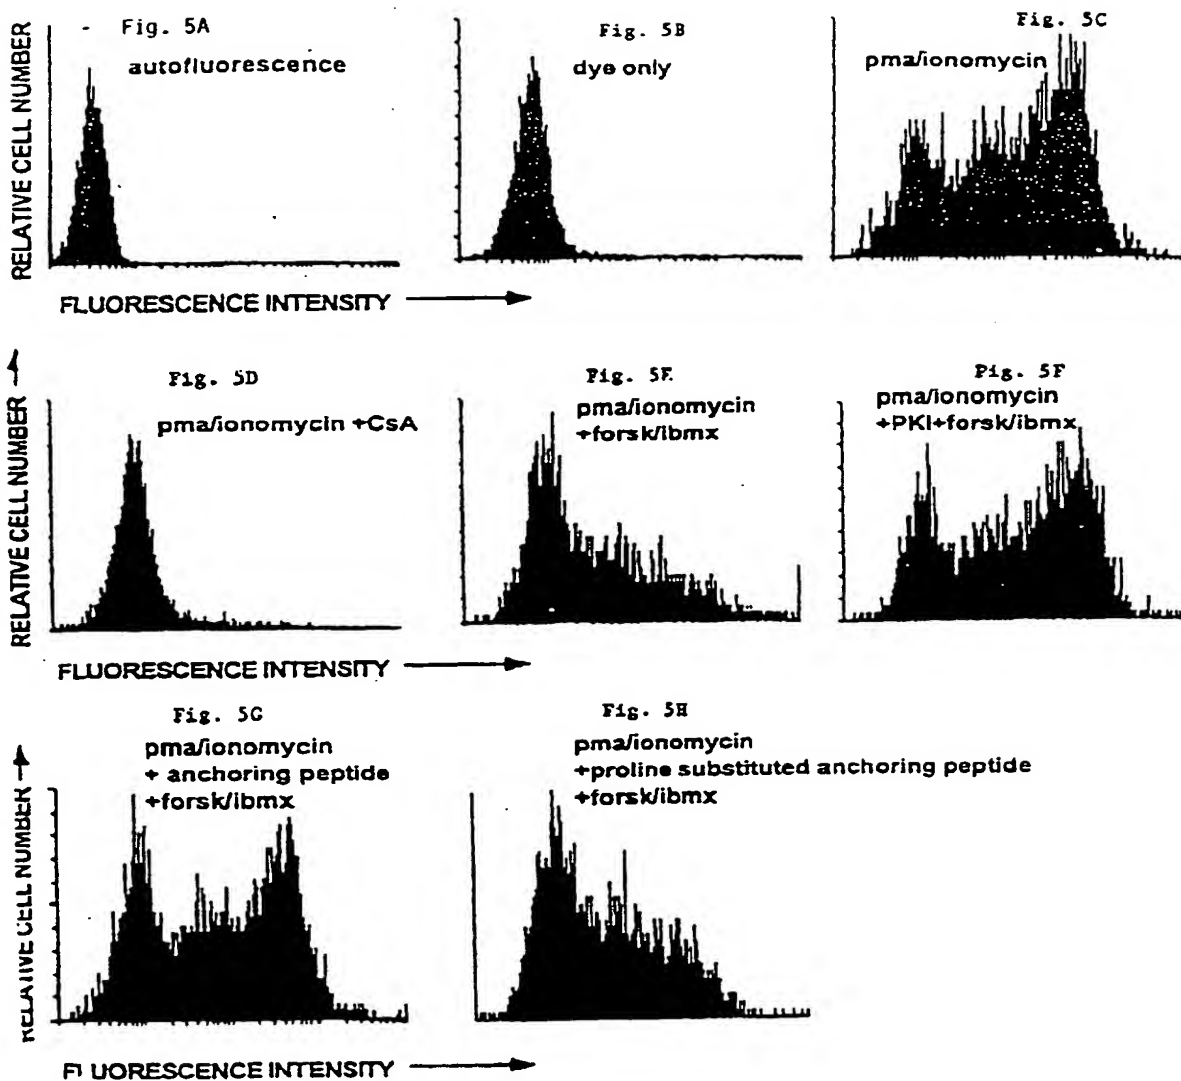 Fig. 5A
autofluorescence
Fig. 5B
dye only
Fig. 5C
pma/ionomycin
RELATIVE CELL NUMBER
FLUORESCENCE INTENSITY
Fig. 5D
pma/ionomycin +CsA
Fig. 5E
pma/ionomycin
+forsk/ibmx
Fig. 5F
pma/ionomycin
+PKI+forsk/ibmx
RELATIVE CELL NUMBER
FLUORESCENCE INTENSITY
Fig. 5G
pma/ionomycin
+ anchoring peptide
+forsk/ibmx
Fig. 5H
pma/ionomycin
+proline substituted anchoring peptide
+forsk/ibmx
RELATIVE CELL NUMBER
FLUORESCENCE INTENSITY